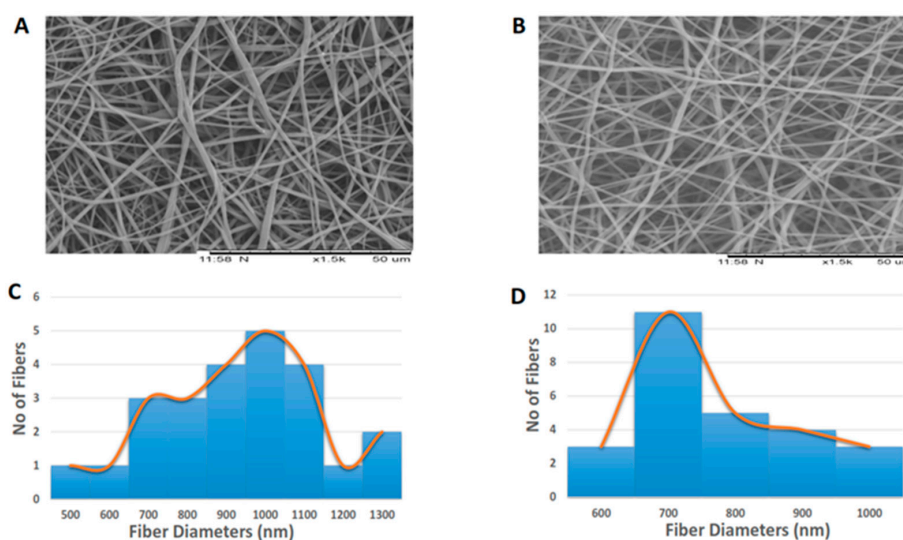 A
B
11:58 N x1.5k 50 um
11:58 N x1.5k 50 um
C
6
5
4
3
2
1
0
No of Fibers
500 600 700 800 900 1000 1100 1200 1300
Fiber Diameters (nm)
D
12
10
8
6
4
2
0
No of Fibers
600 700 800 900 1000
Fiber Diameters (nm)